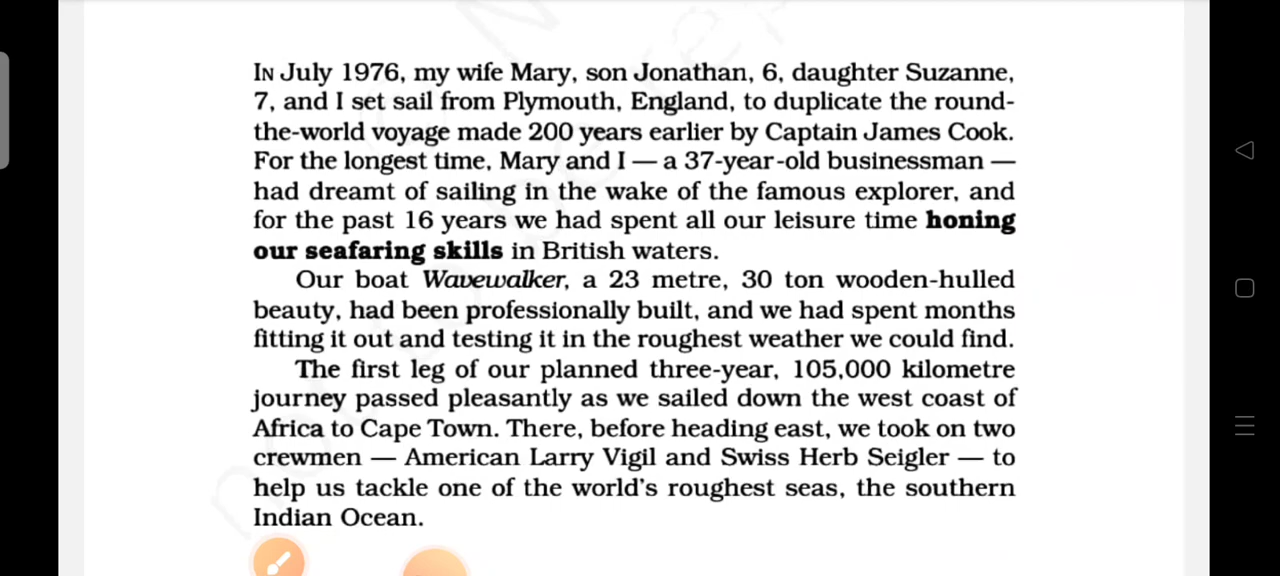 IN July 1976, my wife Mary, son Jonathan, 6, daughter Suzanne,
7, and I set sail from Plymouth, England, to duplicate the round-
the-world voyage made 200 years earlier by Captain James Cook.
For the longest time, Mary and I — a 37-year-old businessman —
had dreamt of sailing in the wake of the famous explorer, and
for the past 16 years we had spent all our leisure time honing
our seafaring skills in British waters.
Our boat Wavewalker, a 23 metre, 30 ton wooden-hulled
beauty, had been professionally built, and we had spent months
fitting it out and testing it in the roughest weather we could find.
The first leg of our planned three-year, 105,000 kilometre
journey passed pleasantly as we sailed down the west coast of
Africa to Cape Town. There, before heading east, we took on two
crewmen — American Larry Vigil and Swiss Herb Seigler — to
help us tackle one of the world's roughest seas, the southern
Indian Ocean.